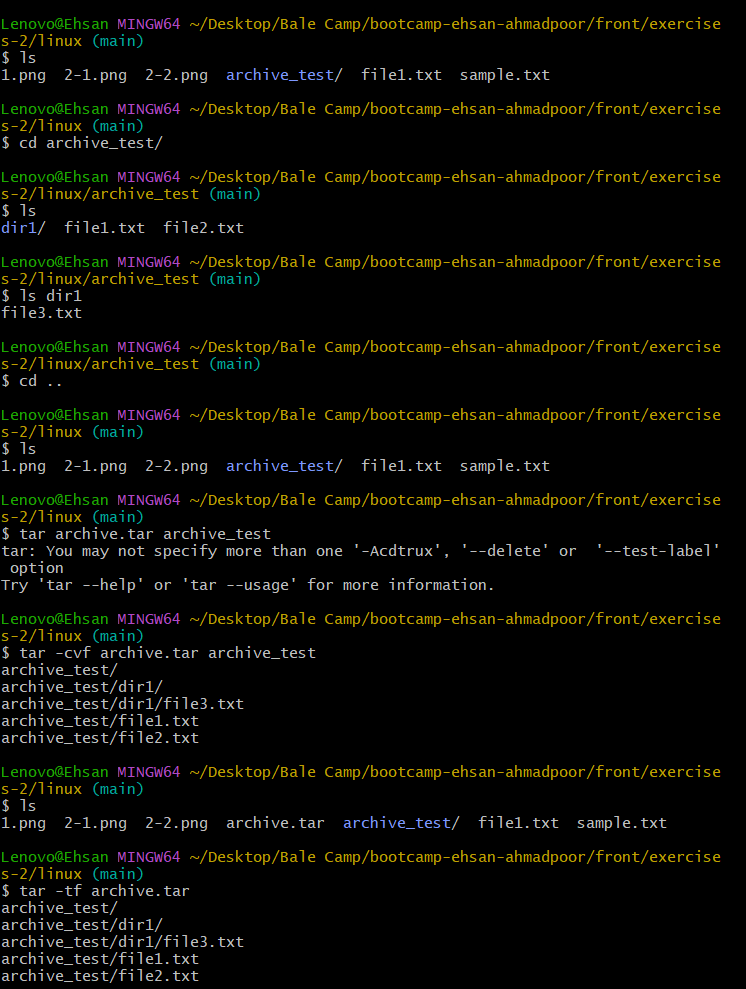 Lenovo@Ehsan MINGW64 ~/Desktop/Bale Camp/bootcamp-ehsan-ahmadpoor/front/exercise
s-2/linux (main)
$ ls
1.png  2-1.png  2-2.png  archive_test/  file1.txt  sample.txt
Lenovo@Ehsan MINGW64 ~/Desktop/Bale Camp/bootcamp-ehsan-ahmadpoor/front/exercise
s-2/linux (main)
$ cd archive_test/
Lenovo@Ehsan MINGW64 ~/Desktop/Bale Camp/bootcamp-ehsan-ahmadpoor/front/exercise
s-2/linux/archive_test (main)
$ ls
dir1/  file1.txt  file2.txt
Lenovo@Ehsan MINGW64 ~/Desktop/Bale Camp/bootcamp-ehsan-ahmadpoor/front/exercise
s-2/linux/archive_test (main)
$ ls dir1
file3.txt
Lenovo@Ehsan MINGW64 ~/Desktop/Bale Camp/bootcamp-ehsan-ahmadpoor/front/exercise
s-2/linux/archive_test (main)
$ cd ..
Lenovo@Ehsan MINGW64 ~/Desktop/Bale Camp/bootcamp-ehsan-ahmadpoor/front/exercise
s-2/linux (main)
$ ls
1.png  2-1.png  2-2.png  archive_test/  file1.txt  sample.txt
Lenovo@Ehsan MINGW64 ~/Desktop/Bale Camp/bootcamp-ehsan-ahmadpoor/front/exercise
s-2/linux (main)
$ tar archive.tar archive_test
tar: You may not specify more than one '-Acdtrux', '--delete' or  '--test-label'
 option
Try 'tar --help' or 'tar --usage' for more information.
Lenovo@Ehsan MINGW64 ~/Desktop/Bale Camp/bootcamp-ehsan-ahmadpoor/front/exercise
s-2/linux (main)
$ tar -cvf archive.tar archive_test
archive_test/
archive_test/dir1/
archive_test/dir1/file3.txt
archive_test/file1.txt
archive_test/file2.txt
Lenovo@Ehsan MINGW64 ~/Desktop/Bale Camp/bootcamp-ehsan-ahmadpoor/front/exercise
s-2/linux (main)
$ ls
1.png  2-1.png  2-2.png  archive.tar  archive_test/  file1.txt  sample.txt
Lenovo@Ehsan MINGW64 ~/Desktop/Bale Camp/bootcamp-ehsan-ahmadpoor/front/exercise
s-2/linux (main)
$ tar -tf archive.tar
archive_test/
archive_test/dir1/
archive_test/dir1/file3.txt
archive_test/file1.txt
archive_test/file2.txt